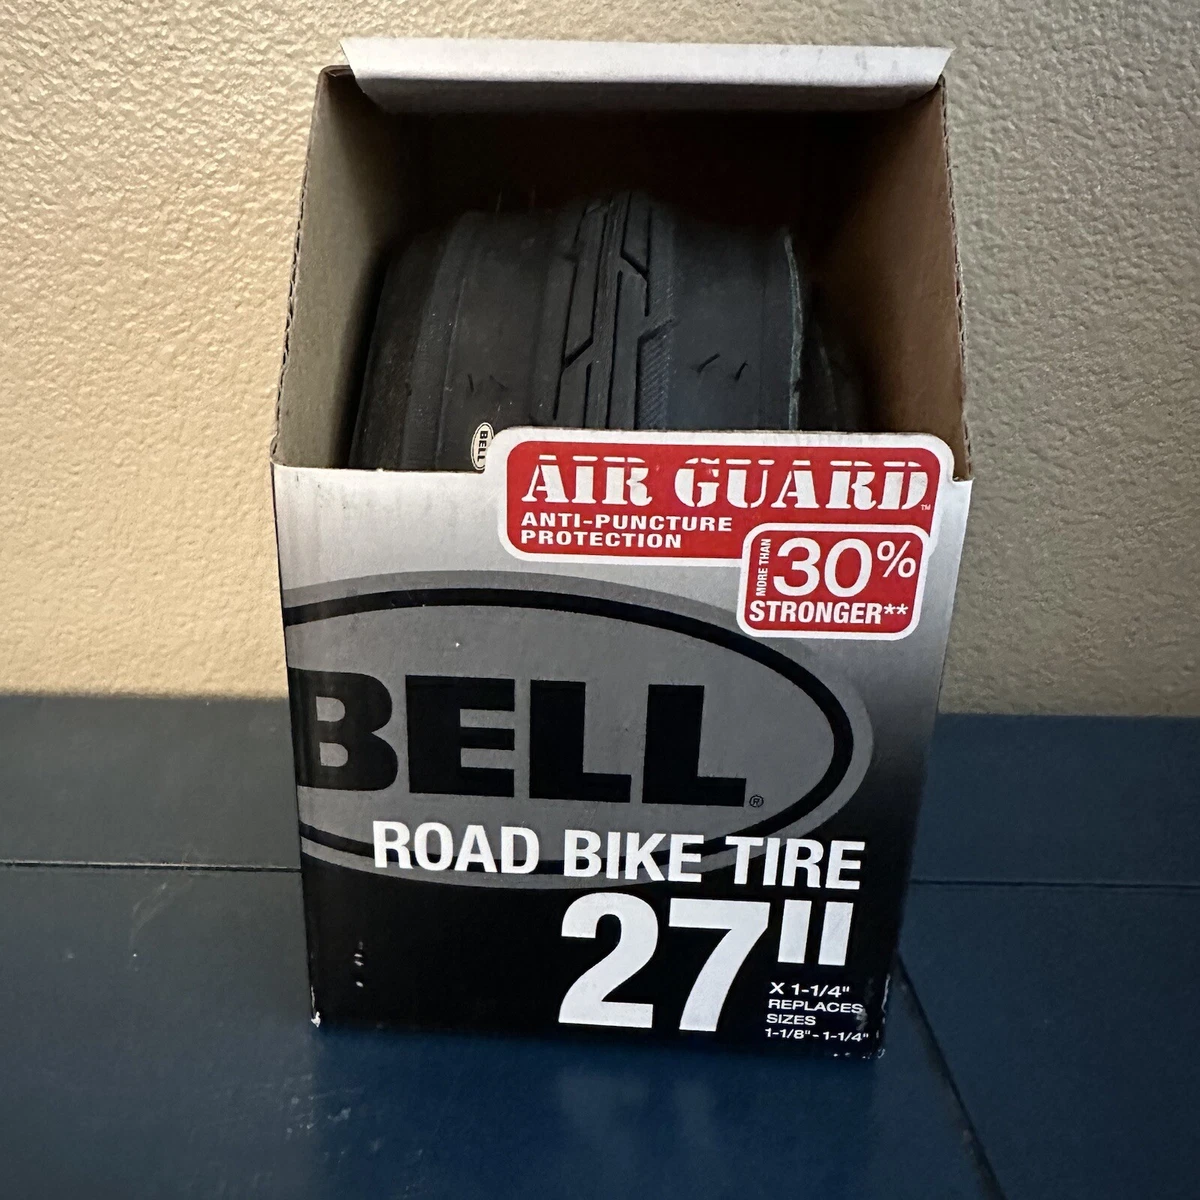 BELL
AIR GUARD™
ANTI-PUNCTURE
PROTECTION
MORE THAN
30%
STRONGER**
BELL®
ROAD BIKE TIRE
27"
X 1-1/4"
REPLACES
SIZES
1-1/8" - 1-1/4"